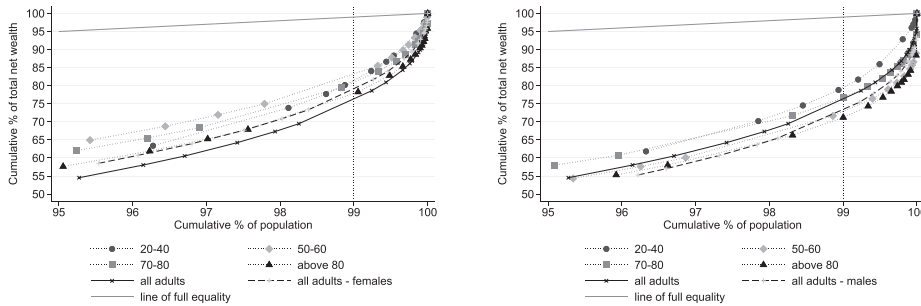 Cumulative % of total net wealth
100
95
90
85
80
75
70
65
60
55
50
95 96 97 98 99 100
Cumulative % of population
20-40 50-60
70-80 above 80
all adults all adults - females
line of full equality
Cumulative % of total net wealth
100
95
90
85
80
75
70
65
60
55
50
95 96 97 98 99 10
Cumulative % of population
20-40 50-60
70-80 above 80
all adults all adults - males
line of full equality